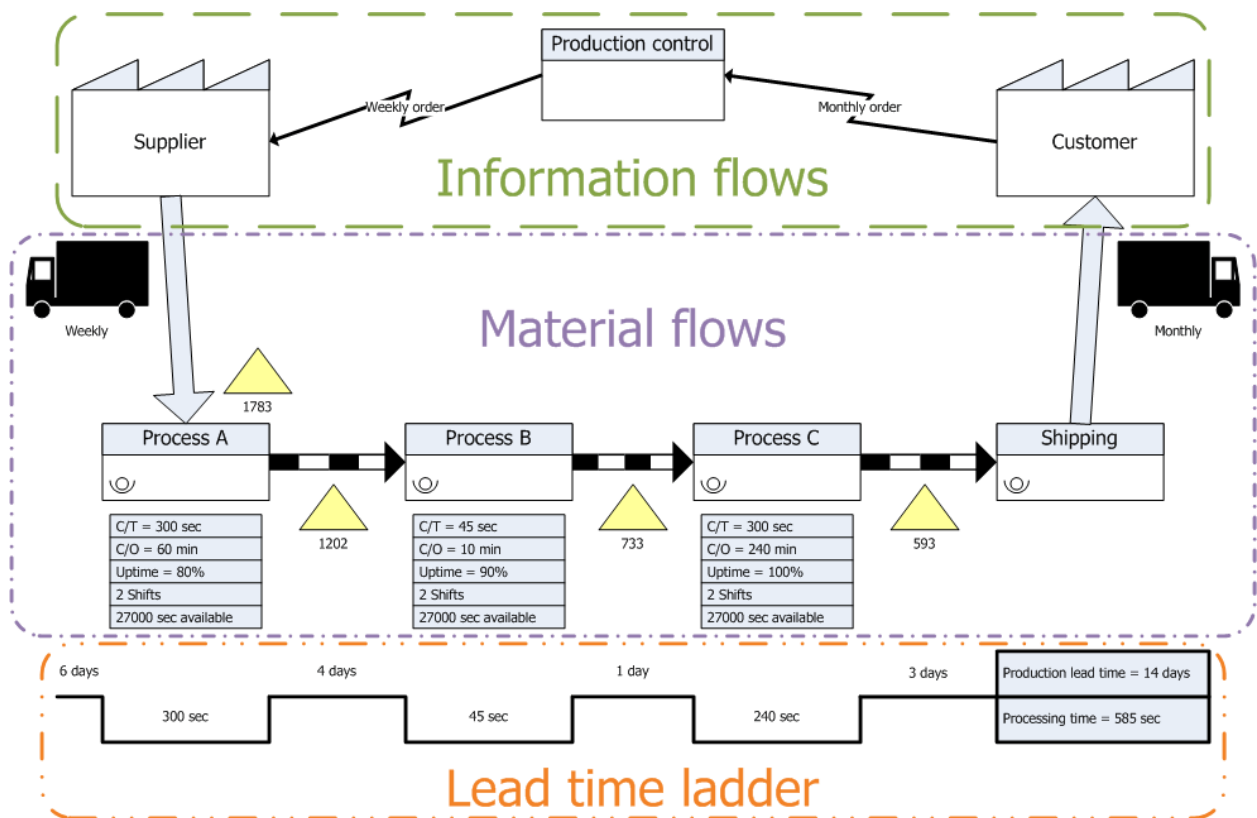 Production control
Weekly order
Monthly order
Supplier
Customer
Information flows
Weekly
Material flows
Monthly
1783
Process A
Process B
Process C
Shipping
1202
733
593
C/T = 300 sec
C/O = 60 min
Uptime = 80%
2 Shifts
27000 sec available
C/T = 45 sec
C/O = 10 min
Uptime = 90%
2 Shifts
27000 sec available
C/T = 300 sec
C/O = 240 min
Uptime = 100%
2 Shifts
27000 sec available
6 days
4 days
1 day
3 days
Production lead time = 14 days
300 sec
45 sec
240 sec
Processing time = 585 sec
Lead time ladder